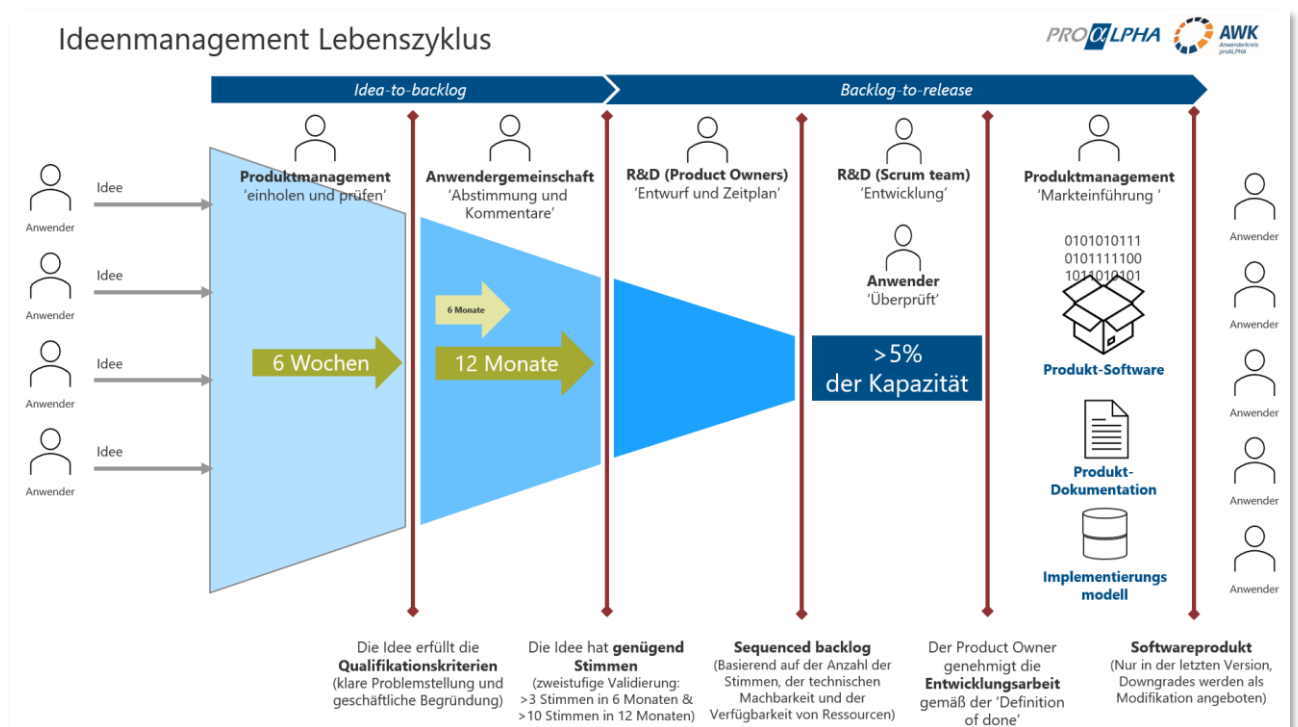 Ideenmanagement Lebenszyklus
PROαLPHA
AWK
Anwenderkreis
proALPHA
Idea-to-backlog
Backlog-to-release
Produktmanagement
‘einholen und prüfen’
Anwendergemeinschaft
‘Abstimmung und
Kommentare’
R&D (Product Owners)
‘Entwurf und Zeitplan’
R&D (Scrum team)
‘Entwicklung’
Produktmanagement
‘Markteinführung ’
Idee
Anwender
Idee
Anwender
Idee
Anwender
Idee
Anwender
6 Wochen
6 Monate
12 Monate
Anwender
‘Überprüft’
>5%
der Kapazität
0101010111
0101111100
1011010101
Produkt-Software
Produkt-
Dokumentation
Implementierungs
modell
Anwender
Anwender
Anwender
Anwender
Anwender
Die Idee erfüllt die
Qualifikationskriterien
(klare Problemstellung und
geschäftliche Begründung)
Die Idee hat genügend
Stimmen
(zweistufige Validierung:
>3 Stimmen in 6 Monaten &
>10 Stimmen in 12 Monaten)
Sequenced backlog
(Basierend auf der Anzahl der
Stimmen, der technischen
Machbarkeit und der
Verfügbarkeit von Ressourcen)
Der Product Owner
genehmigt die
Entwicklungsarbeit
gemäß der ‘Definition
of done’
Softwareprodukt
(Nur in der letzten Version,
Downgrades werden als
Modifikation angeboten)